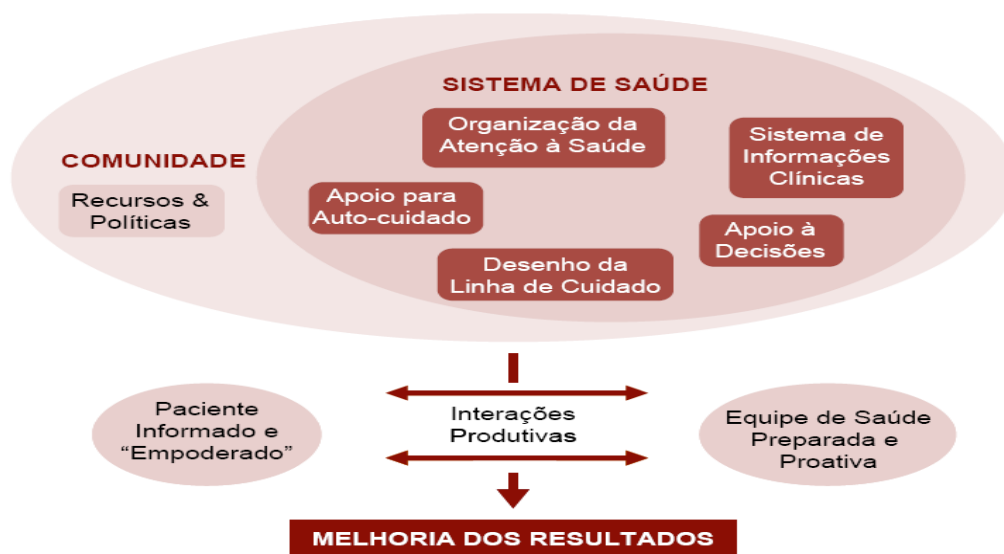 SISTEMA DE SAÚDE
Organização da
Atenção à Saúde
Sistema de
Informações
Clínicas
COMUNIDADE
Recursos &
Políticas
Apoio para
Auto-cuidado
Apoio à
Decisões
Desenho da
Linha de Cuidado
Paciente
Informado e
“Empoderado”
Interações
Produtivas
Equipe de Saúde
Preparada e
Proativa
MELHORIA DOS RESULTADOS